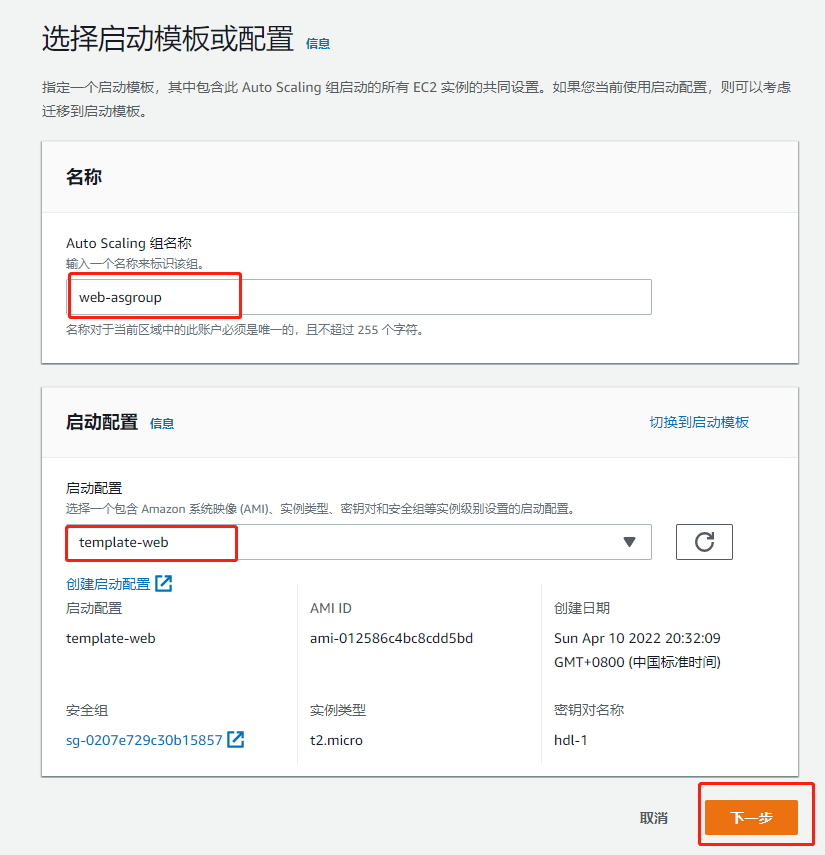 选择启动模板或配置 信息
指定一个启动模板，其中包含此 Auto Scaling 组启动的所有 EC2 实例的共同设置。如果您当前使用启动配置，则可以考虑
迁移到启动模板。
名称
Auto Scaling 组名称
输入一个名称来标识该组。
web-asgroup
名称对于当前区域中的此账户必须是唯一的，且不超过 255 个字符。
启动配置 信息 切换到启动模板
启动配置
选择一个包含 Amazon 系统映像 (AMI)、实例类型、密钥对和安全组等实例级别设置的启动配置。
template-web
创建启动配置
启动配置 AMI ID 创建日期
template-web ami-012586c4bc8cdd5bd Sun Apr 10 2022 20:32:09
GMT+0800 (中国标准时间)
安全组 实例类型 密钥对名称
sg-0207e729c30b15857 t2.micro hdl-1
取消 下一步